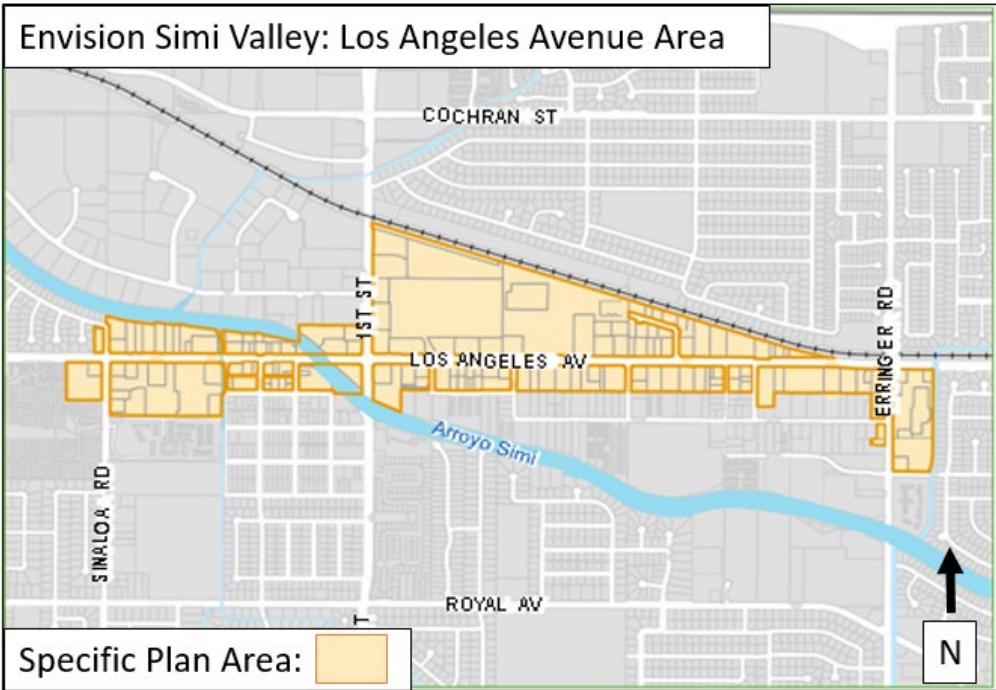 Envision Simi Valley: Los Angeles Avenue Area
COCHRAN ST
1ST ST
ERRINGER RD
LOS ANGELES AV
Arroyo Simi
SINALOA RD
ROYAL AV
T
Specific Plan Area:
N